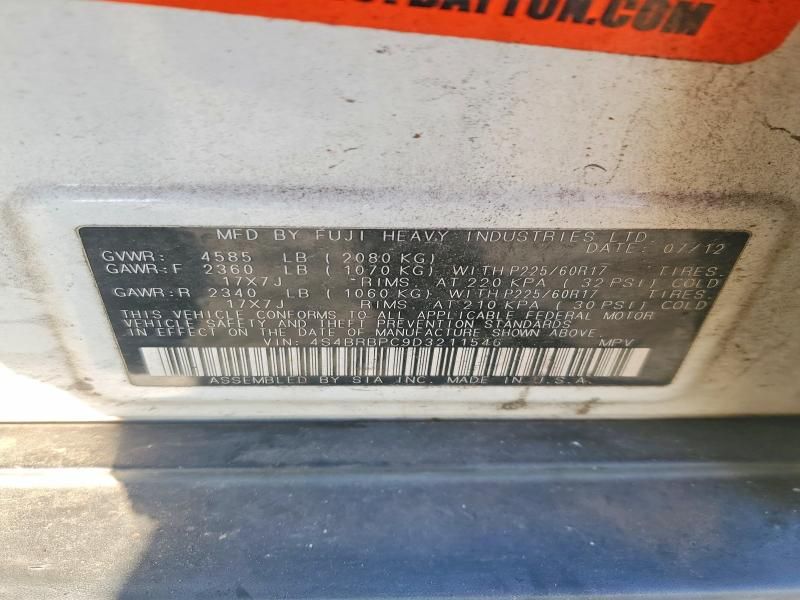 DAYTON.COM
MFD BY FUJI HEAVY INDUSTRIES LTD
DATE: 07/12
GVWR: 4585 LB (2080 KG)
GAWR:F 2360 LB (1070 KG) WITH P225/60R17 TIRES.
17X7J RIMS. AT 220 KPA (32 PSI) COLD
GAWR:R 2340 LB (1060 KG) WITH P225/60R17 TIRES.
17X7J RIMS. AT 210 KPA (30 PSI) COLD
THIS VEHICLE CONFORMS TO ALL APPLICABLE FEDERAL MOTOR
VEHICLE SAFETY AND THEFT PREVENTION STANDARDS
IN EFFECT ON THE DATE OF MANUFACTURE SHOWN ABOVE.
VIN: 4S4BRBPC9D3211546 MPV
ASSEMBLED BY SIA INC. MADE IN U.S.A.